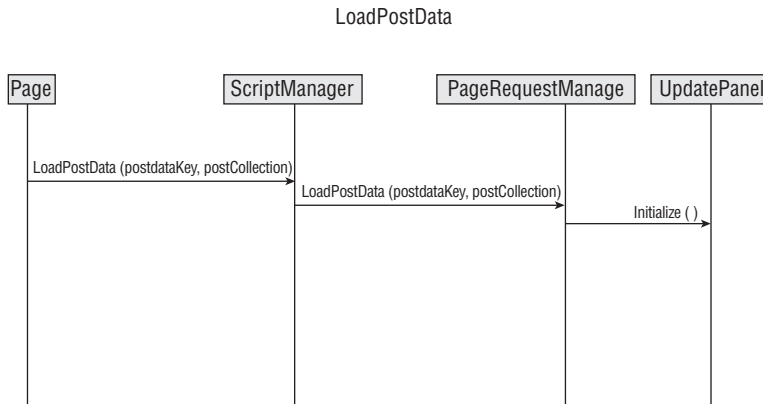 LoadPostData
Page
ScriptManager
PageRequestManage
UpdatePanel
LoadPostData (postdataKey, postCollection)
LoadPostData (postdataKey, postCollection)
Initialize ( )